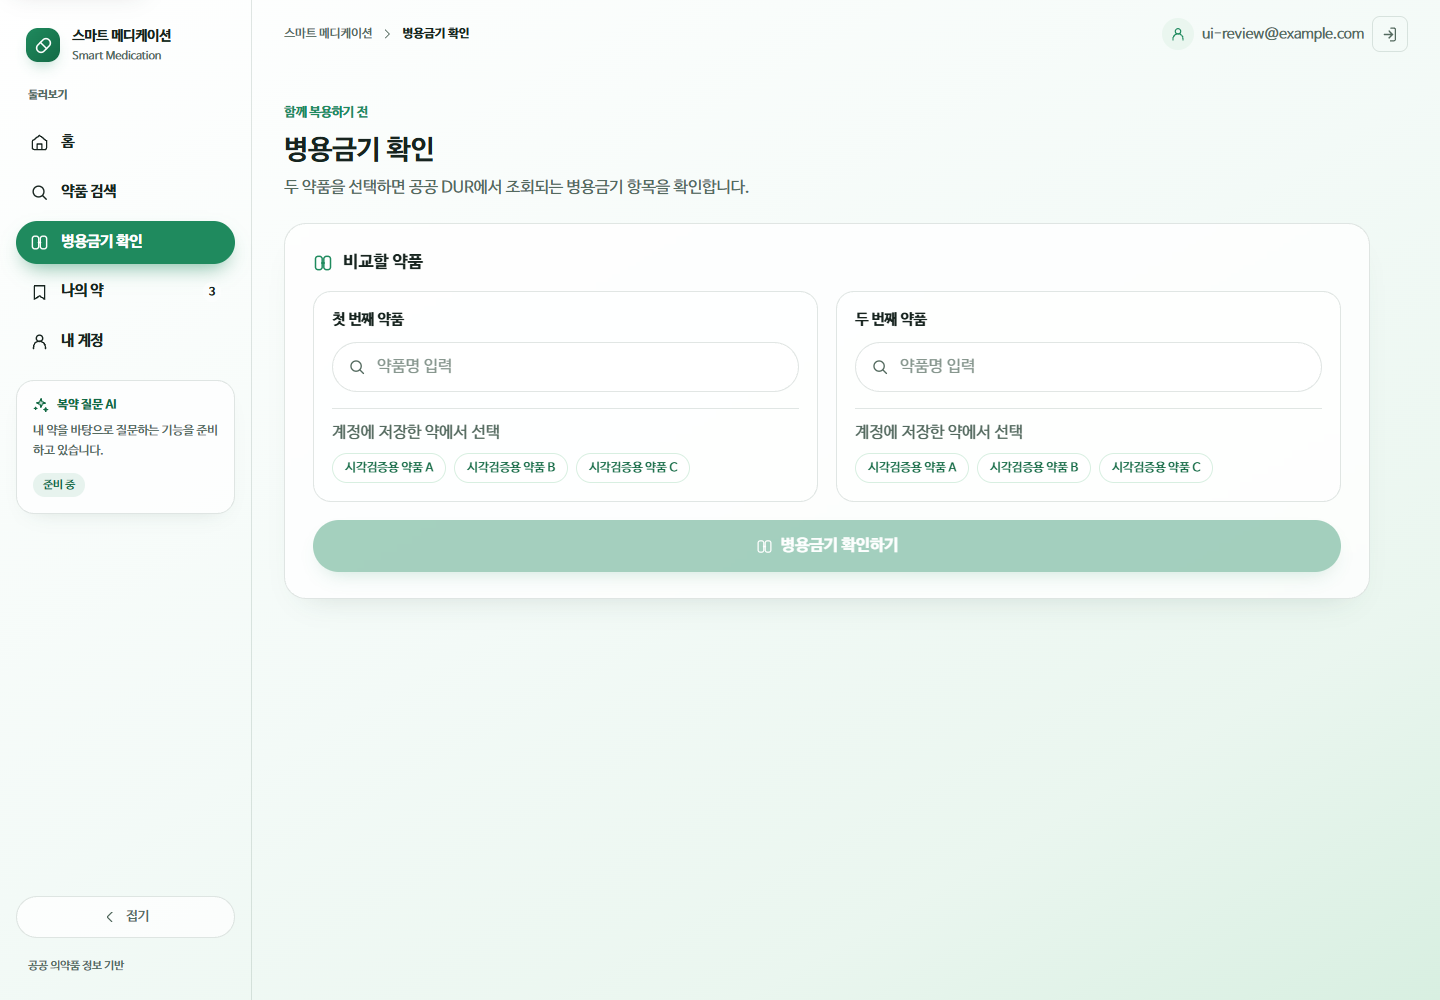 스마트 메디케이션
Smart Medication
둘러보기
홈
약품 검색
병용금기 확인
나의 약 3
내 계정
복약 질문 AI
내 약을 바탕으로 질문하는 기능을 준비
하고 있습니다.
준비 중
접기
공공 의약품 정보 기반
스마트 메디케이션 > 병용금기 확인
ui-review@example.com
함께 복용하기 전
병용금기 확인
두 약품을 선택하면 공공 DUR에서 조회되는 병용금기 항목을 확인합니다.
비교할 약품
첫 번째 약품
약품명 입력
계정에 저장한 약에서 선택
시각검증용 약품 A 시각검증용 약품 B 시각검증용 약품 C
두 번째 약품
약품명 입력
계정에 저장한 약에서 선택
시각검증용 약품 A 시각검증용 약품 B 시각검증용 약품 C
병용금기 확인하기